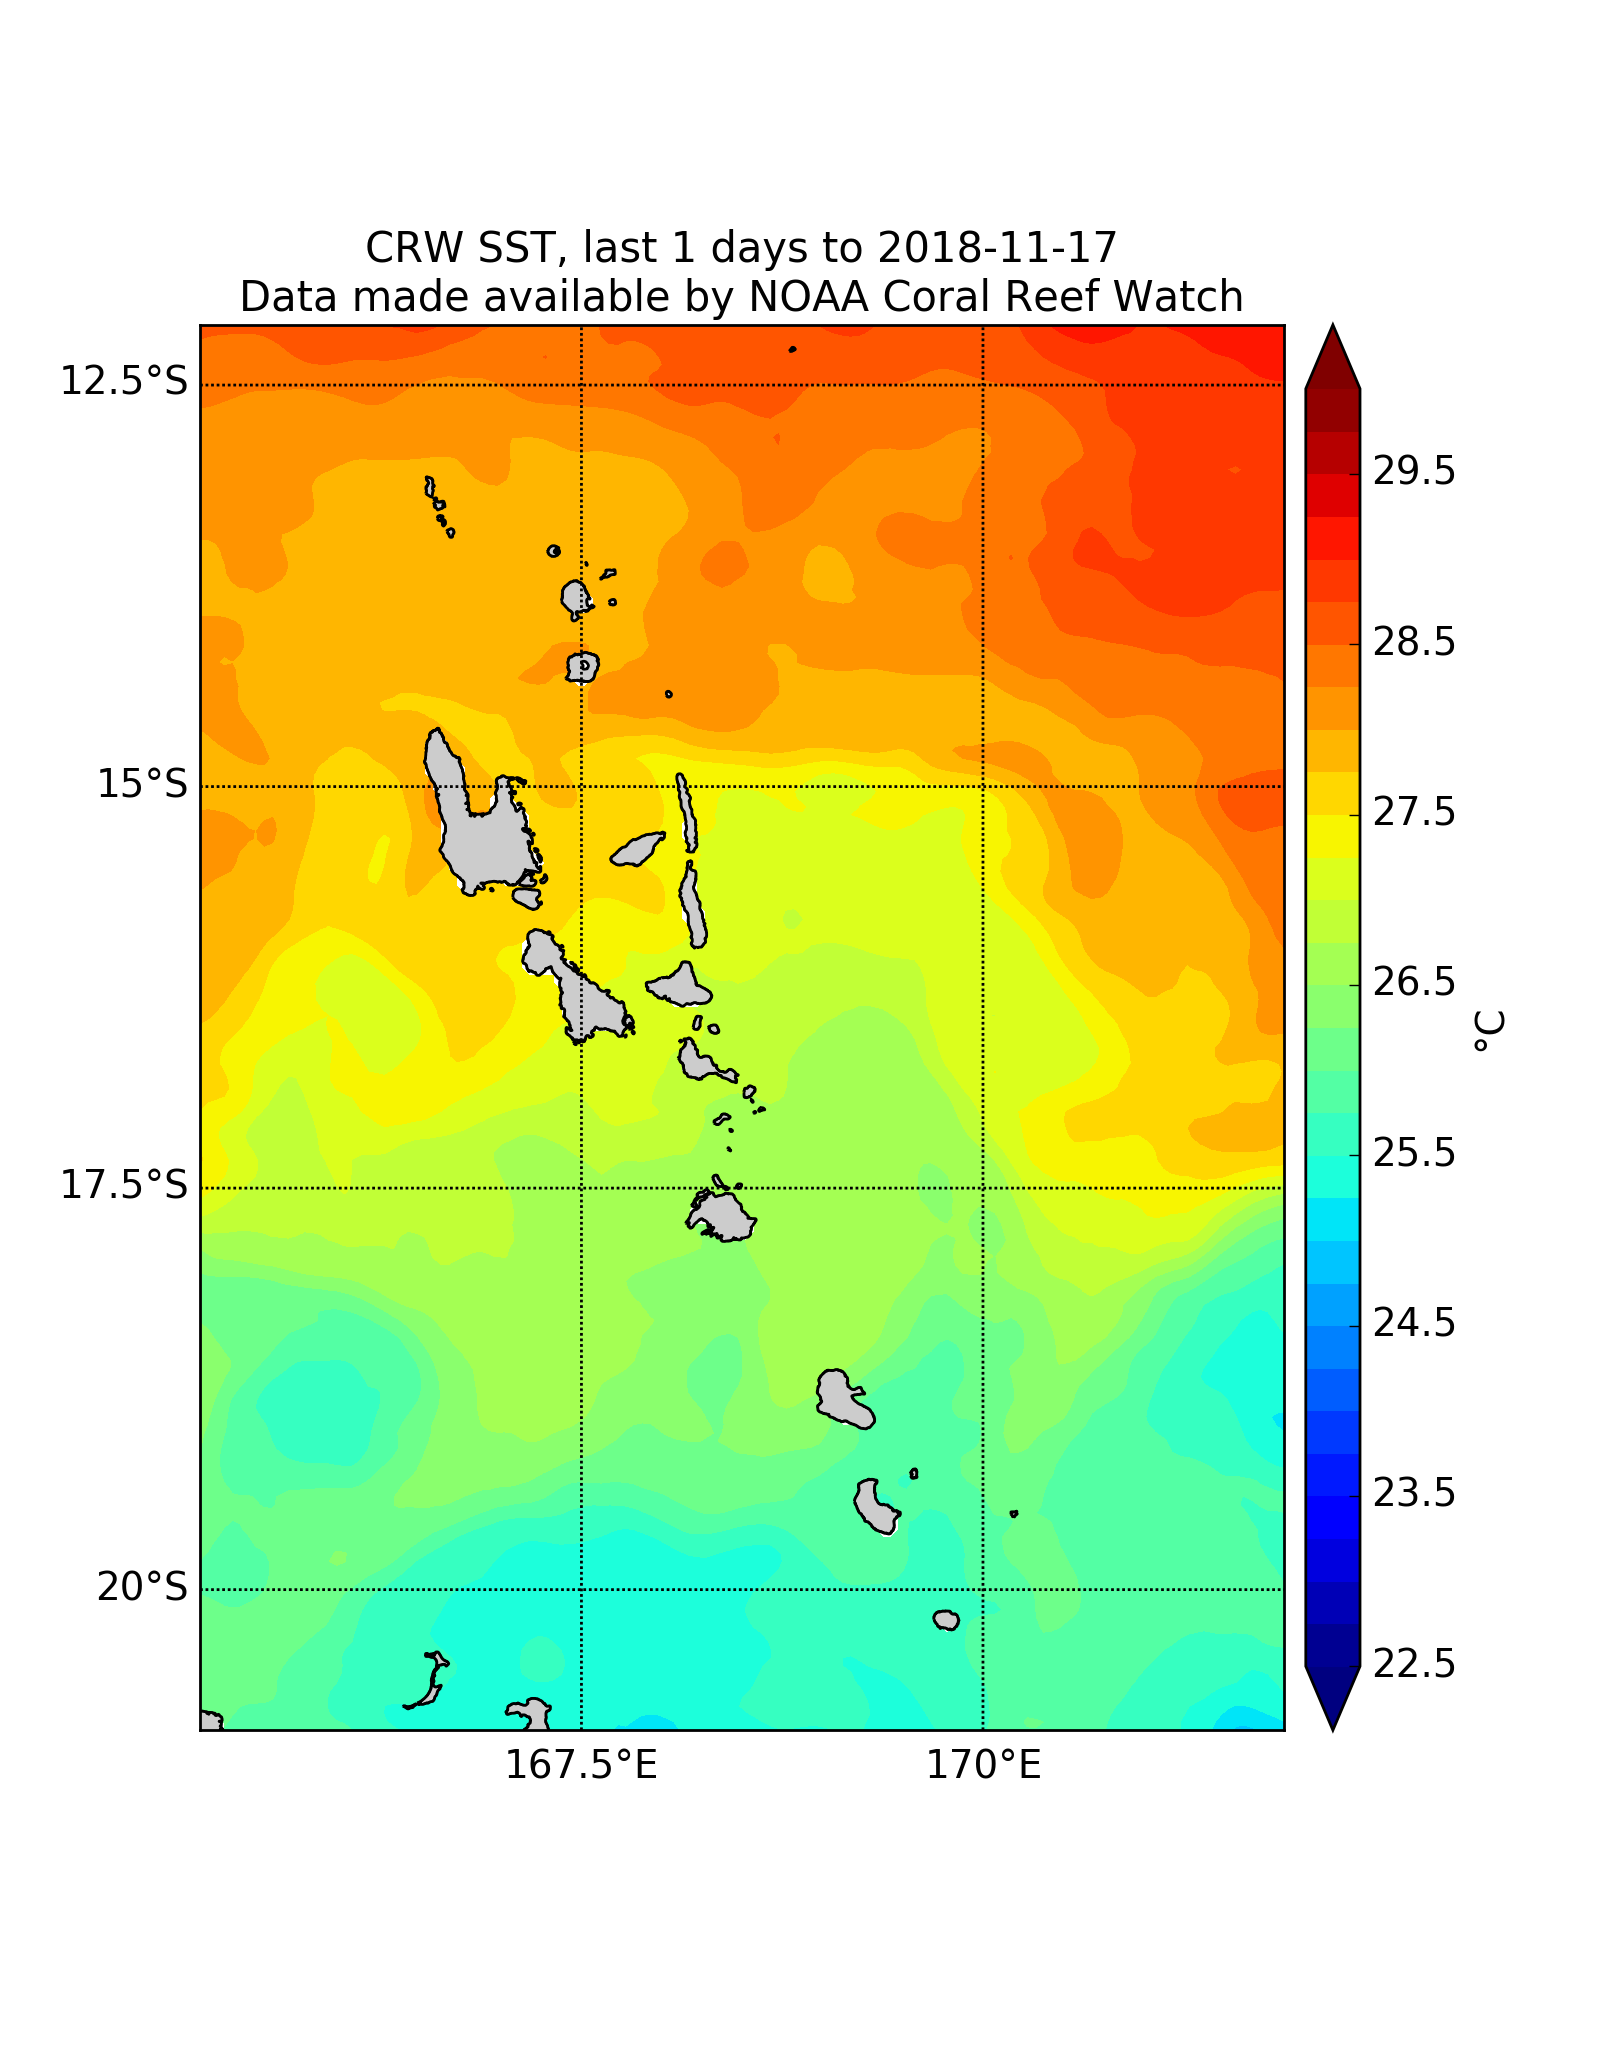 CRW SST, last 1 days to 2018-11-17
Data made available by NOAA Coral Reef Watch
12.5°S
15°S
17.5°S
20°S
167.5°E
170°E
29.5
28.5
27.5
26.5
25.5
24.5
23.5
22.5
°C